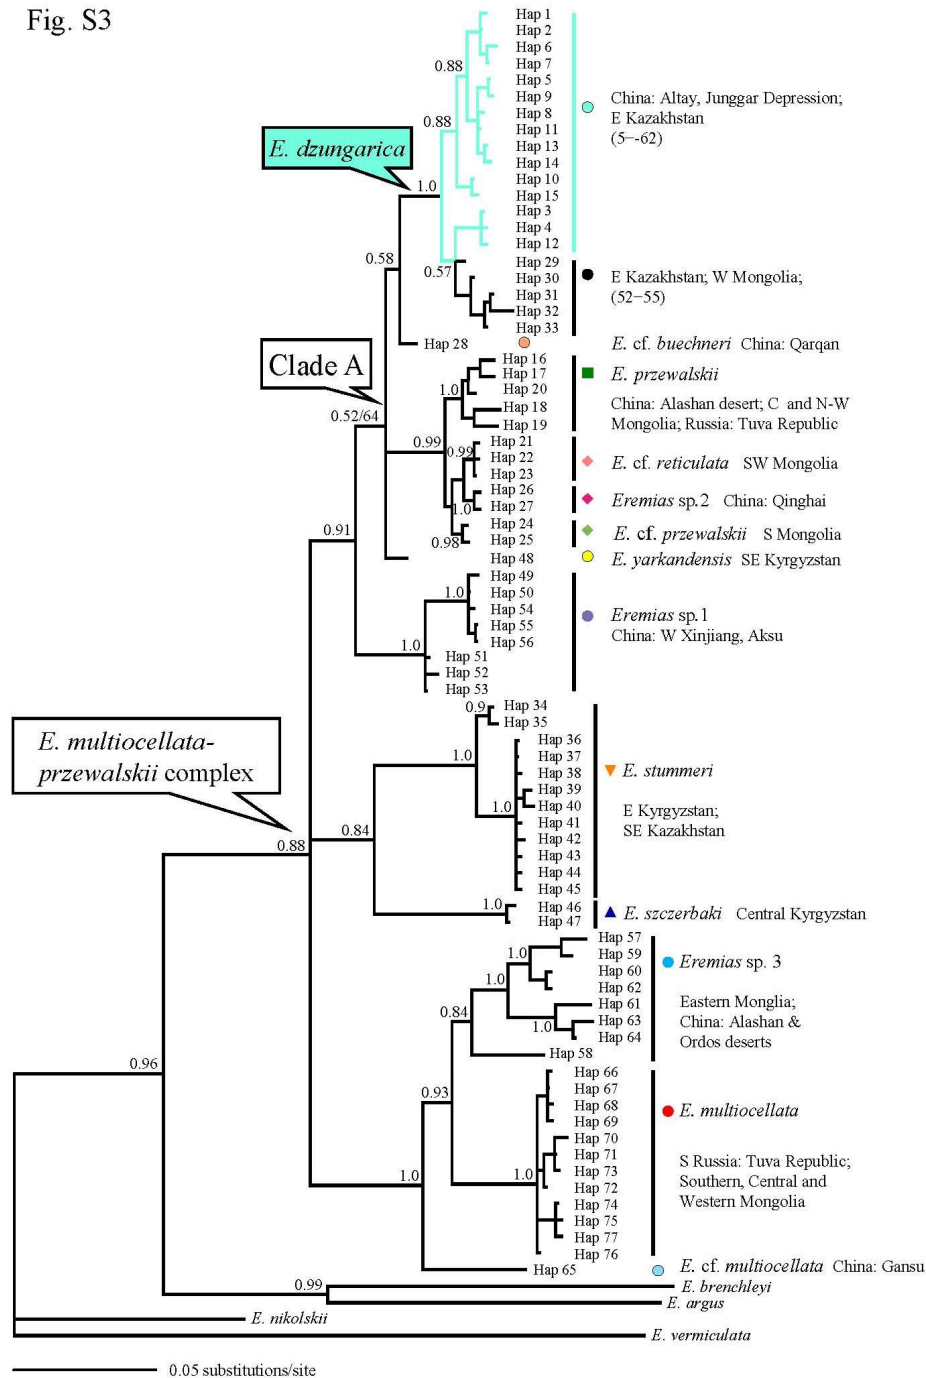 Fig. S3
Hap 1
Hap 2
Hap 6
Hap 7
0.88
Hap 5
Hap 9
Hap 8
Hap 11
Hap 13
Hap 14
0.88
Hap 10
Hap 15
Hap 3
Hap 4
Hap 12
China: Altay, Junggar Depression;
E Kazakhstan
(5−-62)
E. dzungarica
1.0
0.58
0.57
Hap 29
Hap 30
Hap 31
Hap 32
Hap 33
E Kazakhstan; W Mongolia;
(52−55)
Hap 28
E. cf. buechneri China: Qarqan
Clade A
0.52/64
Hap 16
Hap 17
Hap 20
Hap 18
Hap 19
1.0
E. przewalskii
China: Alashan desert; C and N-W
Mongolia; Russia: Tuva Republic
0.99
0.99
Hap 21
Hap 22
Hap 23
E. cf. reticulata SW Mongolia
Hap 26
Hap 27
1.0
Eremias sp.2 China: Qinghai
Hap 24
Hap 25
0.98
E. cf. przewalskii S Mongolia
Hap 48
E. yarkandensis SE Kyrgyzstan
0.91
Hap 49
Hap 50
Hap 54
Hap 55
Hap 56
1.0
Hap 51
Hap 52
Hap 53
1.0
Eremias sp.1
China: W Xinjiang, Aksu
E. multiocellata-
przewalskii complex
0.88
0.9
Hap 34
Hap 35
1.0
Hap 36
Hap 37
Hap 38
Hap 39
Hap 40
Hap 41
Hap 42
Hap 43
Hap 44
Hap 45
1.0
E. stummeri
E Kyrgyzstan;
SE Kazakhstan
0.84
1.0
Hap 46
Hap 47
E. szczerbaki Central Kyrgyzstan
Hap 57
Hap 59
Hap 60
Hap 62
1.0
1.0
Hap 61
Hap 63
Hap 64
1.0
0.84
Hap 58
Eremias sp. 3
Eastern Monglia;
China: Alashan &
Ordos deserts
0.96
0.93
Hap 66
Hap 67
Hap 68
Hap 69
Hap 70
Hap 71
Hap 73
Hap 72
Hap 74
Hap 75
Hap 77
Hap 76
1.0
1.0
E. multiocellata
S Russia: Tuva Republic;
Southern, Central and
Western Mongolia
Hap 65
E. cf. multiocellata China: Gansu
0.99
E. brenchleyi
E. argus
E. nikolskii
E. vermiculata
0.05 substitutions/site